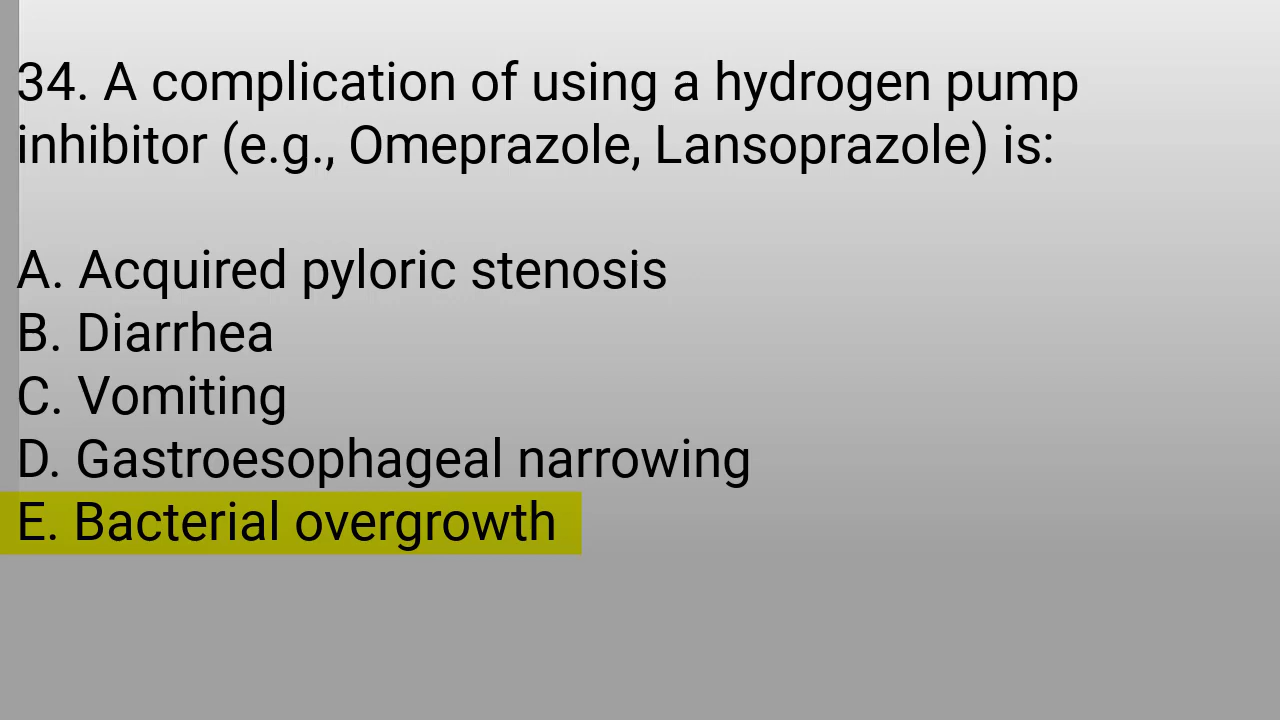 34. A complication of using a hydrogen pump
inhibitor (e.g., Omeprazole, Lansoprazole) is:
A. Acquired pyloric stenosis
B. Diarrhea
C. Vomiting
D. Gastroesophageal narrowing
E. Bacterial overgrowth